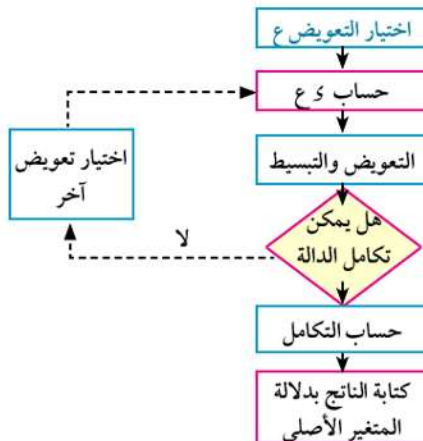 اختيار التعويض ع
حساب ء ع
التعويض والتبسيط
اختيار تعويض
آخر
هل يمكن
تكامل الدالة
لا
حساب التكامل
كتابة الناتج بدلالة
المتغير الأصلي